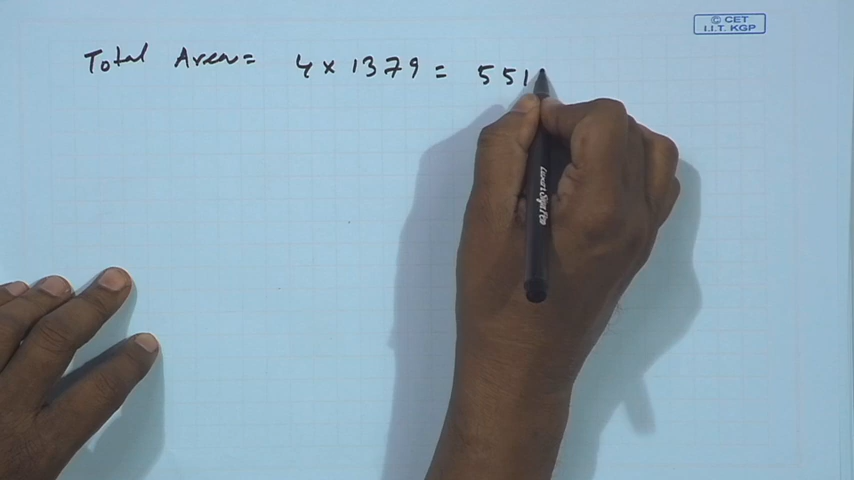 © CET
I.I.T. KGP
Total Area = 4 x 1379 = 551